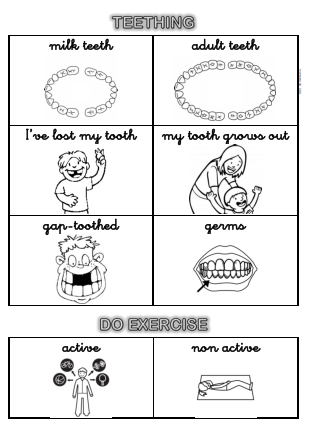 TEETHING
milk teeth
adult teeth
I've lost my tooth
my tooth grows out
gap-toothed
germs
DO EXERCISE
active
non active